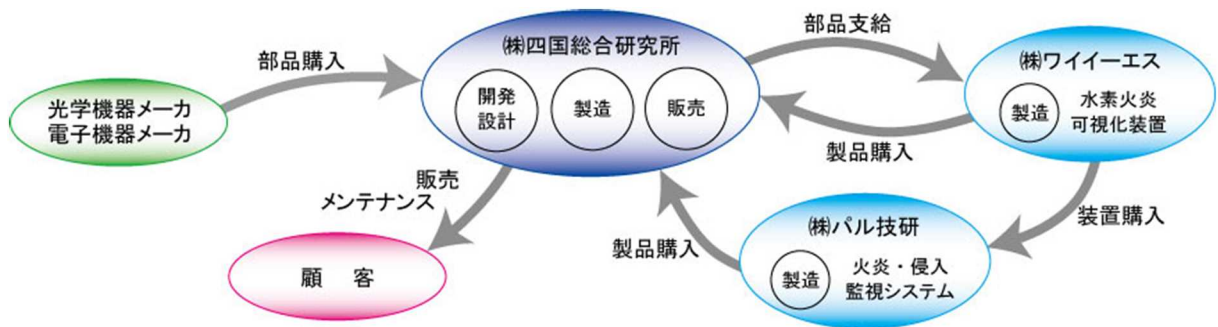 ㈱四国総合研究所
開発
設計
製造
販売
部品購入
光学機器メーカ
電子機器メーカ
部品支給
㈱ワイイーエス
製造
水素火炎
可視化装置
製品購入
装置購入
㈱パル技研
製造
火炎・侵入
監視システム
製品購入
販売
メンテナンス
顧　客